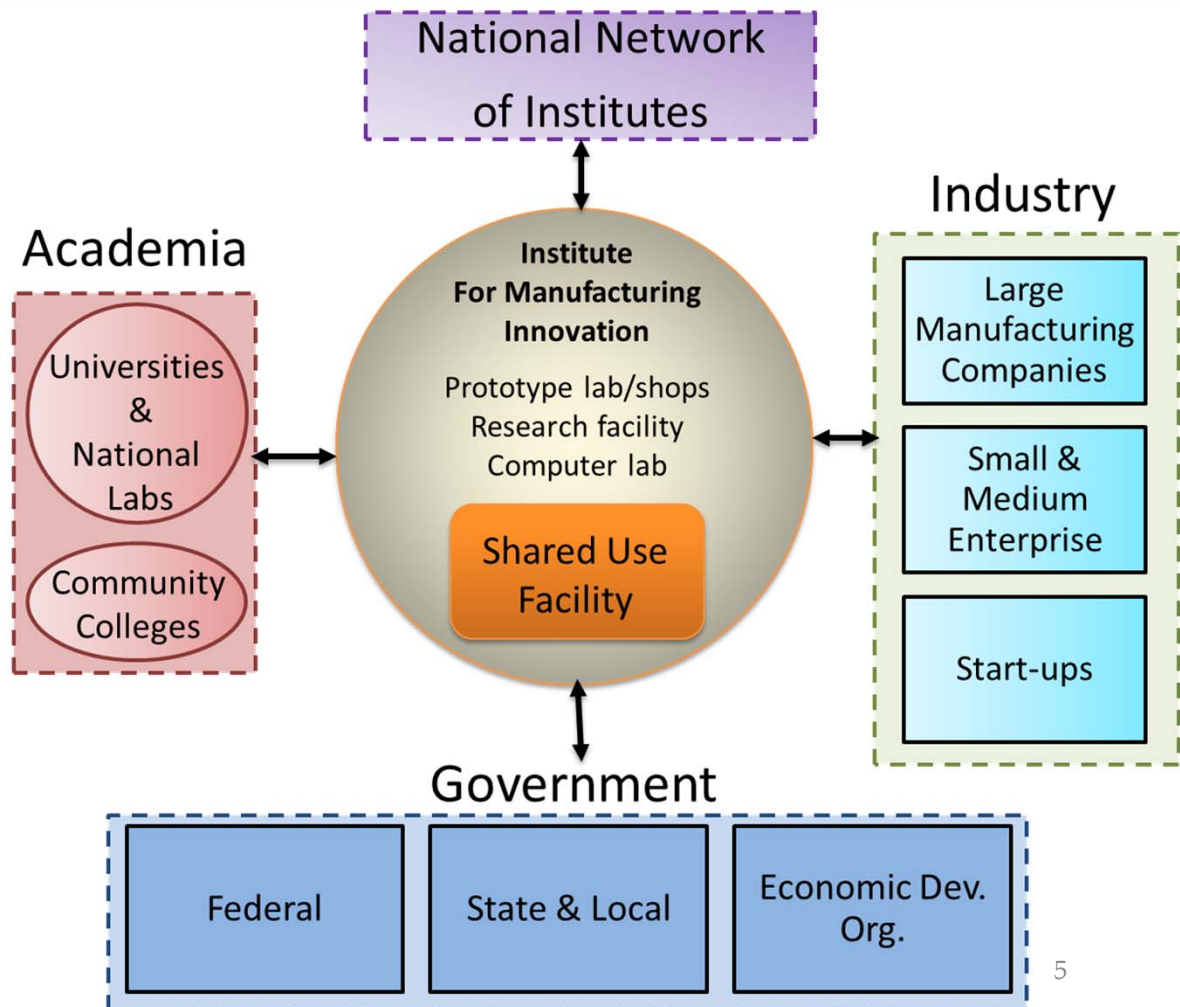 National Network
of Institutes
Academia
Universities
&
National
Labs
Community
Colleges
Institute
For Manufacturing
Innovation
Prototype lab/shops
Research facility
Computer lab
Shared Use
Facility
Industry
Large
Manufacturing
Companies
Small &
Medium
Enterprise
Start-ups
Government
Federal
State & Local
Economic Dev.
Org.
5